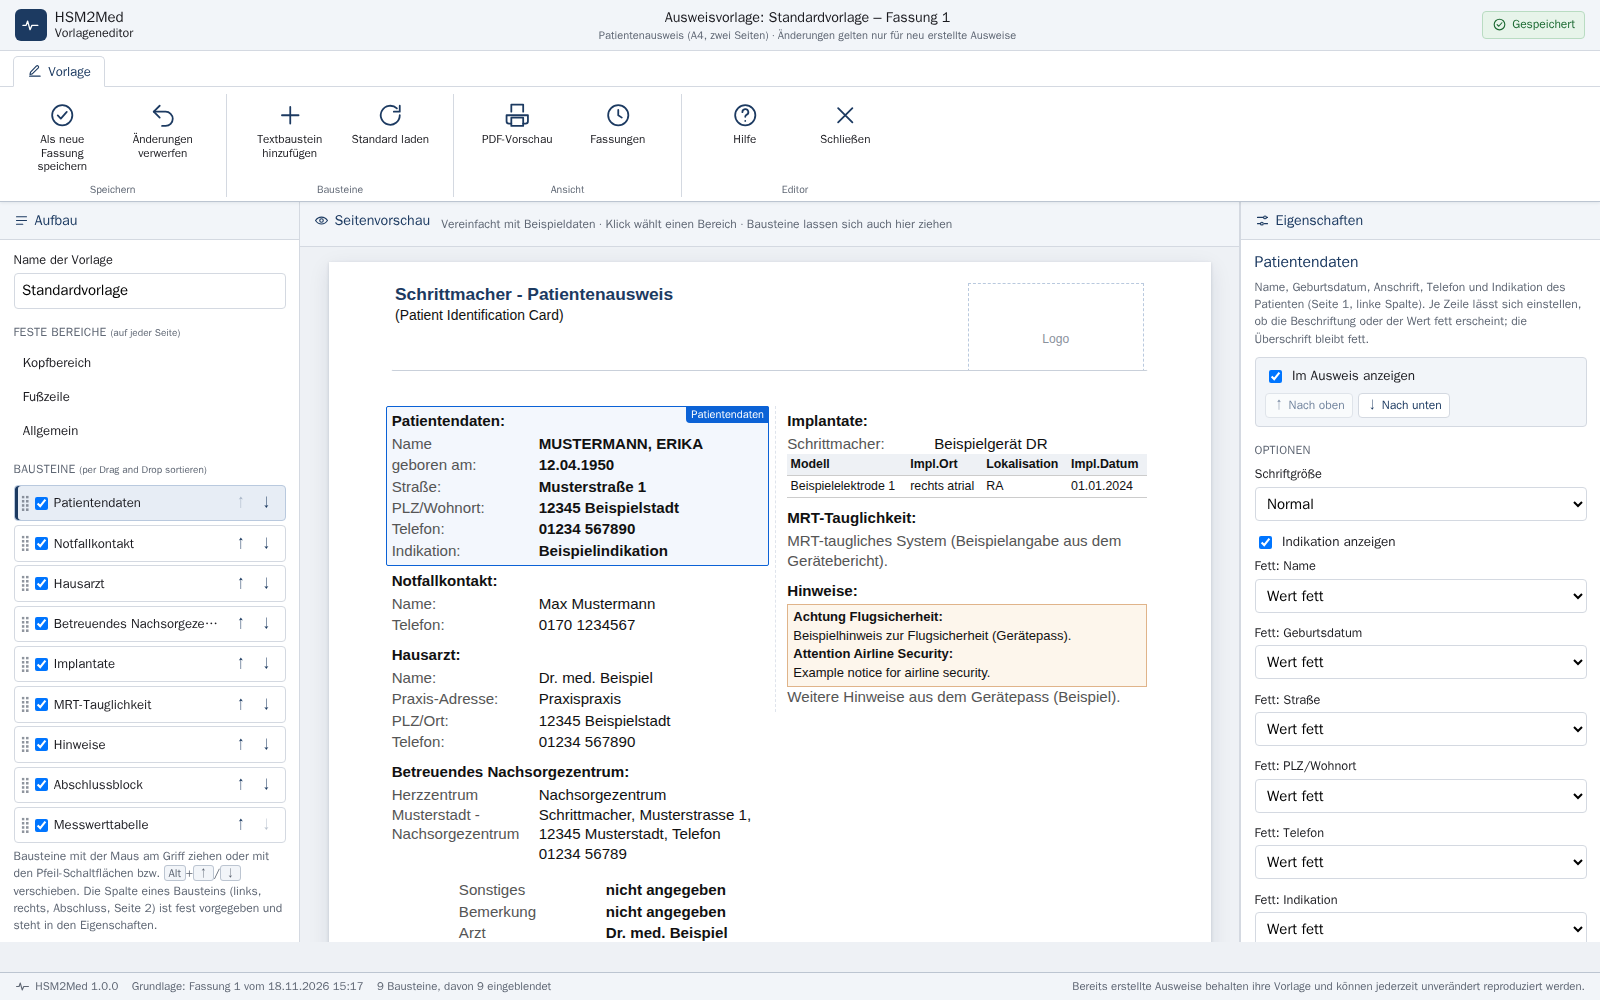 HSM2Med
Vorlageneditor
Ausweisvorlage: Standardvorlage – Fassung 1
Patientenausweis (A4, zwei Seiten) · Änderungen gelten nur für neu erstellte Ausweise
Gespeichert
Vorlage
Als neue
Fassung
speichern
Änderungen
verwerfen
Speichern
Textbaustein
hinzufügen
Standard laden
Bausteine
PDF-Vorschau
Fassungen
Ansicht
Hilfe
Schließen
Editor
Aufbau
Name der Vorlage
Standardvorlage
FESTE BEREICHE (auf jeder Seite)
Kopfbereich
Fußzeile
Allgemein
BAUSTEINE (per Drag and Drop sortieren)
Patientendaten ↑ ↓
Notfallkontakt ↑ ↓
Hausarzt ↑ ↓
Betreuendes Nachsorgeze··· ↑ ↓
Implantate ↑ ↓
MRT-Tauglichkeit ↑ ↓
Hinweise ↑ ↓
Abschlussblock ↑ ↓
Messwerttabelle ↑ ↓
Bausteine mit der Maus am Griff ziehen oder mit
den Pfeil-Schaltflächen bzw. Alt+↑/↓
verschieben. Die Spalte eines Bausteins (links,
rechts, Abschluss, Seite 2) ist fest vorgegeben und
steht in den Eigenschaften.
Seitenvorschau Vereinfacht mit Beispieldaten · Klick wählt einen Bereich · Bausteine lassen sich auch hier ziehen
Schrittmacher - Patientenausweis
(Patient Identification Card)
Logo
Patientendaten
Patientendaten:
Name MUSTERMANN, ERIKA
geboren am: 12.04.1950
Straße: Musterstraße 1
PLZ/Wohnort: 12345 Beispielstadt
Telefon: 01234 567890
Indikation: Beispielindikation
Notfallkontakt:
Name: Max Mustermann
Telefon: 0170 1234567
Hausarzt:
Name: Dr. med. Beispiel
Praxis-Adresse: Praxispraxis
PLZ/Ort: 12345 Beispielstadt
Telefon: 01234 567890
Betreuendes Nachsorgezentrum:
Herzzentrum Nachsorgezentrum
Musterstadt - Schrittmacher, Musterstrasse 1,
Nachsorgezentrum 12345 Musterstadt, Telefon
01234 56789
Sonstiges nicht angegeben
Bemerkung nicht angegeben
Arzt Dr. med. Beispiel
Implantate:
Schrittmacher: Beispielgerät DR
Modell Impl.Ort Lokalisation Impl.Datum
Beispielelektrode 1 rechts atrial RA 01.01.2024
MRT-Tauglichkeit:
MRT-taugliches System (Beispielangabe aus dem
Gerätebericht).
Hinweise:
Achtung Flugsicherheit:
Beispielhinweis zur Flugsicherheit (Gerätepass).
Attention Airline Security:
Example notice for airline security.
Weitere Hinweise aus dem Gerätepass (Beispiel).
Eigenschaften
Patientendaten
Name, Geburtsdatum, Anschrift, Telefon und Indikation des
Patienten (Seite 1, linke Spalte). Je Zeile lässt sich einstellen,
ob die Beschriftung oder der Wert fett erscheint; die
Überschrift bleibt fett.
Im Ausweis anzeigen
↑ Nach oben ↓ Nach unten
OPTIONEN
Schriftgröße
Normal
Indikation anzeigen
Fett: Name
Wert fett
Fett: Geburtsdatum
Wert fett
Fett: Straße
Wert fett
Fett: PLZ/Wohnort
Wert fett
Fett: Telefon
Wert fett
Fett: Indikation
Wert fett
HSM2Med 1.0.0 Grundlage: Fassung 1 vom 18.11.2026 15:17 9 Bausteine, davon 9 eingeblendet
Bereits erstellte Ausweise behalten ihre Vorlage und können jederzeit unverändert reproduziert werden.